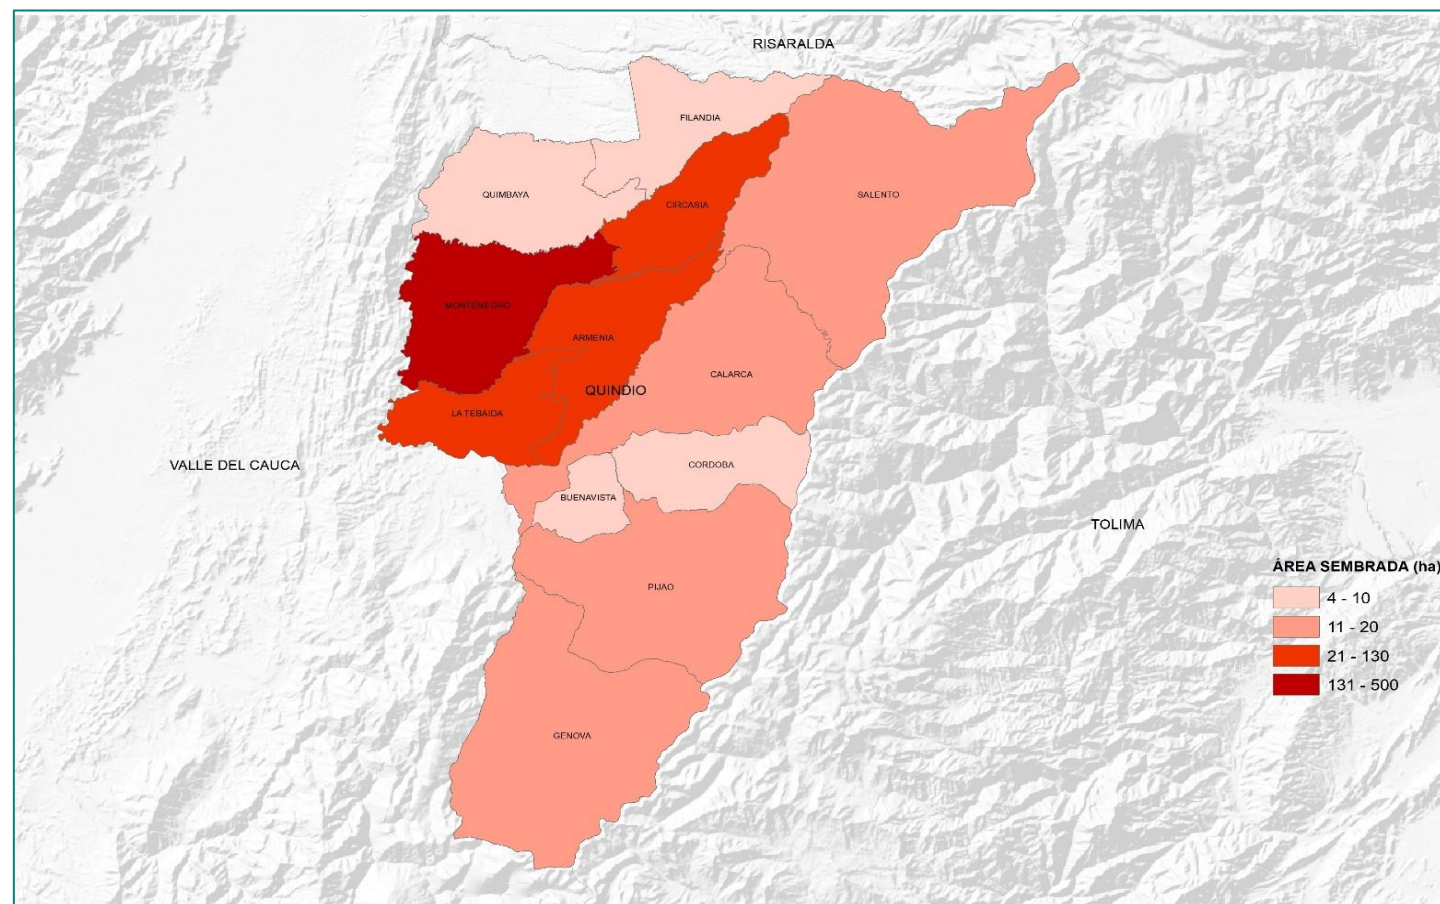 RISARALDA
FILANDIA
QUIMBAYA
SALENTO
CIRCASIA
MONTENEGRO
ARMENIA
CALARCA
QUINDIO
LA TEBAIDA
VALLE DEL CAUCA
CORDOBA
BUENAVISTA
TOLIMA
PIJAO
GENOVA
ÁREA SEMBRADA (ha)
4 - 10
11 - 20
21 - 130
131 - 500